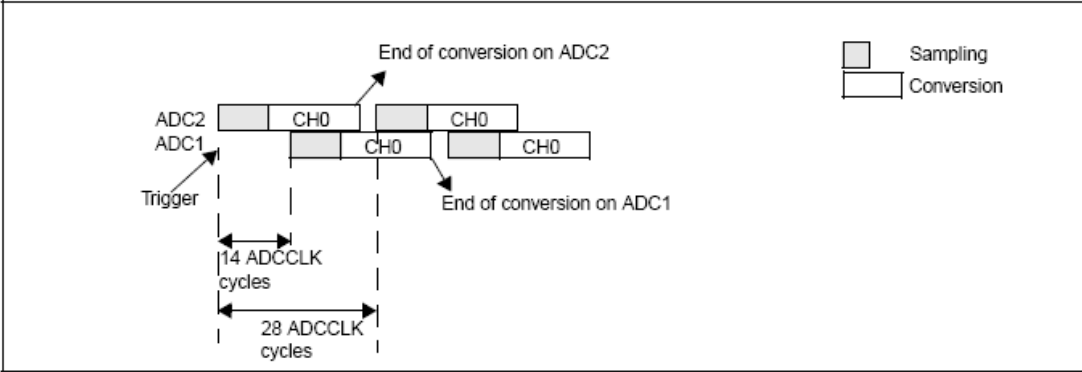 End of conversion on ADC2
Sampling
Conversion
ADC2
CH0
CH0
ADC1
CH0
CH0
Trigger
End of conversion on ADC1
14 ADCCLK
cycles
28 ADCCLK
cycles